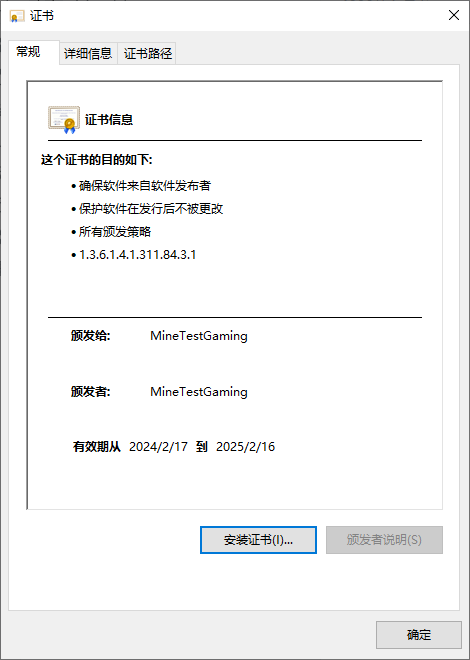 证书
常规 详细信息 证书路径
证书信息
这个证书的目的如下:
• 确保软件来自软件发布者
• 保护软件在发行后不被更改
• 所有颁发策略
• 1.3.6.1.4.1.311.84.3.1
颁发给: MineTestGaming
颁发者: MineTestGaming
有效期从 2024/2/17 到 2025/2/16
安装证书(I)... 颁发者说明(S)
确定